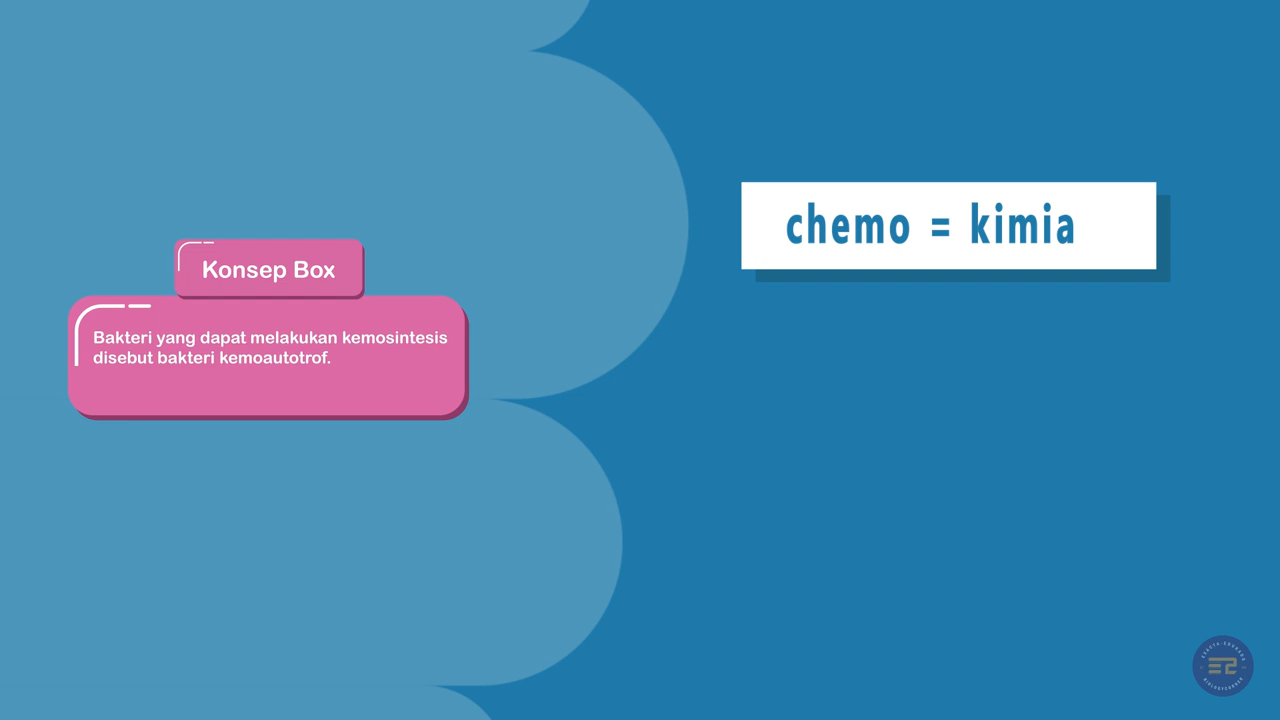 Konsep Box
Bakteri yang dapat melakukan kemosintesis
disebut bakteri kemoautotrof.
chemo = kimia